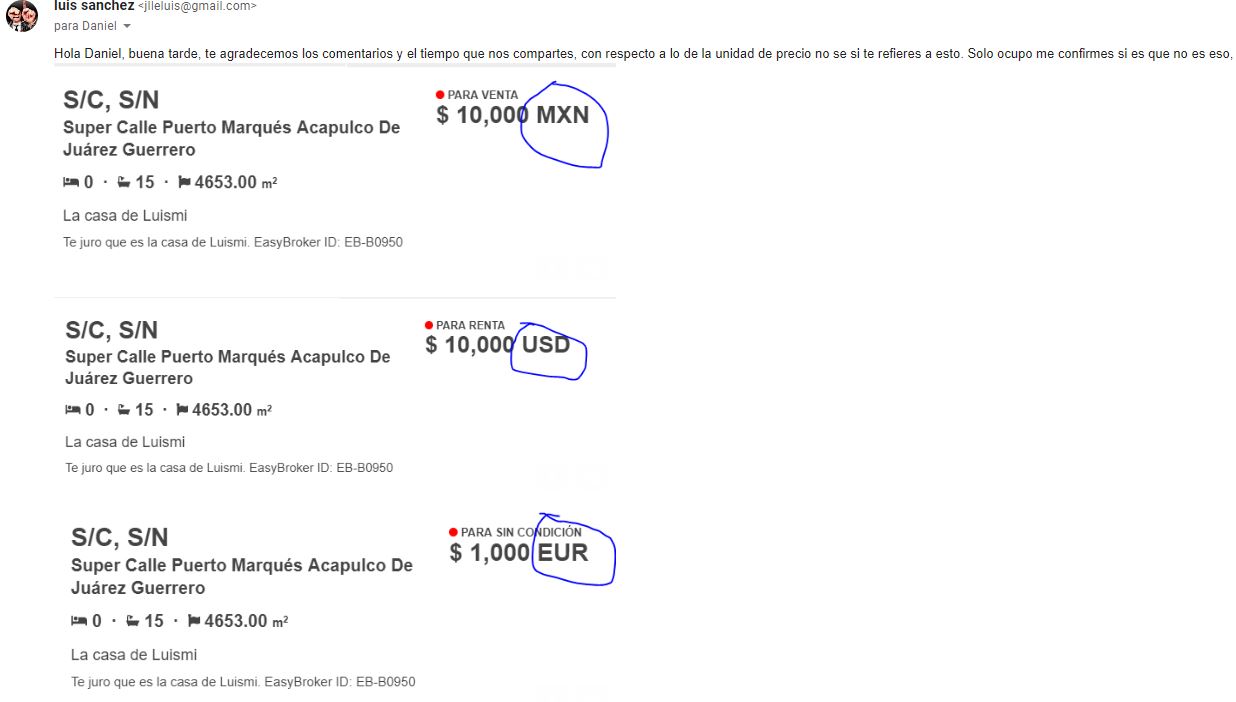 luis sanchez <jlleluis@gmail.com>
para Daniel
Hola Daniel, buena tarde, te agradecemos los comentarios y el tiempo que nos compartes, con respecto a lo de la unidad de precio no se si te refieres a esto. Solo ocupo me confirmes si es que no es eso,
S/C, S/N
PARA VENTA
$ 10,000 MXN
Super Calle Puerto Marqués Acapulco De
Juárez Guerrero
0 · 15 · 4653.00 m²
La casa de Luismi
Te juro que es la casa de Luismi. EasyBroker ID: EB-B0950
S/C, S/N
PARA RENTA
$ 10,000 USD
Super Calle Puerto Marqués Acapulco De
Juárez Guerrero
0 · 15 · 4653.00 m²
La casa de Luismi
Te juro que es la casa de Luismi. EasyBroker ID: EB-B0950
S/C, S/N
PARA SIN CONDICIÓN
$ 1,000 EUR
Super Calle Puerto Marqués Acapulco De
Juárez Guerrero
0 · 15 · 4653.00 m²
La casa de Luismi
Te juro que es la casa de Luismi. EasyBroker ID: EB-B0950